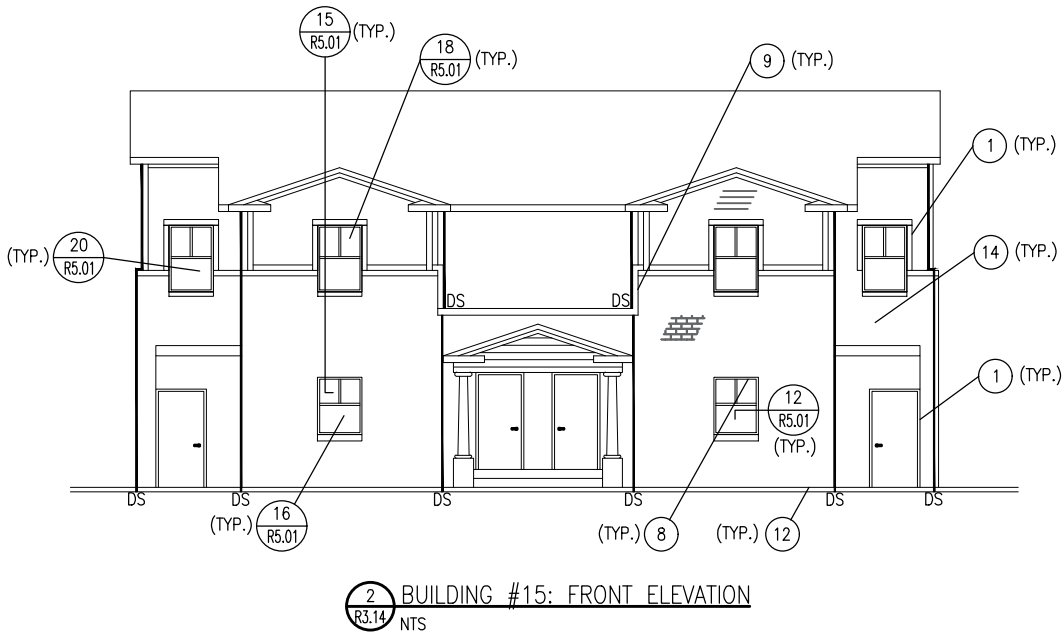 15
R5.01
(TYP.)
18
R5.01
(TYP.)
9 (TYP.)
1 (TYP.)
(TYP.)
20
R5.01
14 (TYP.)
DS
DS
1 (TYP.)
12
R5.01
(TYP.)
DS
DS
DS
DS
DS
DS
(TYP.)
16
R5.01
(TYP.) 8
(TYP.) 12
2
R3.14
BUILDING #15: FRONT ELEVATION
NTS